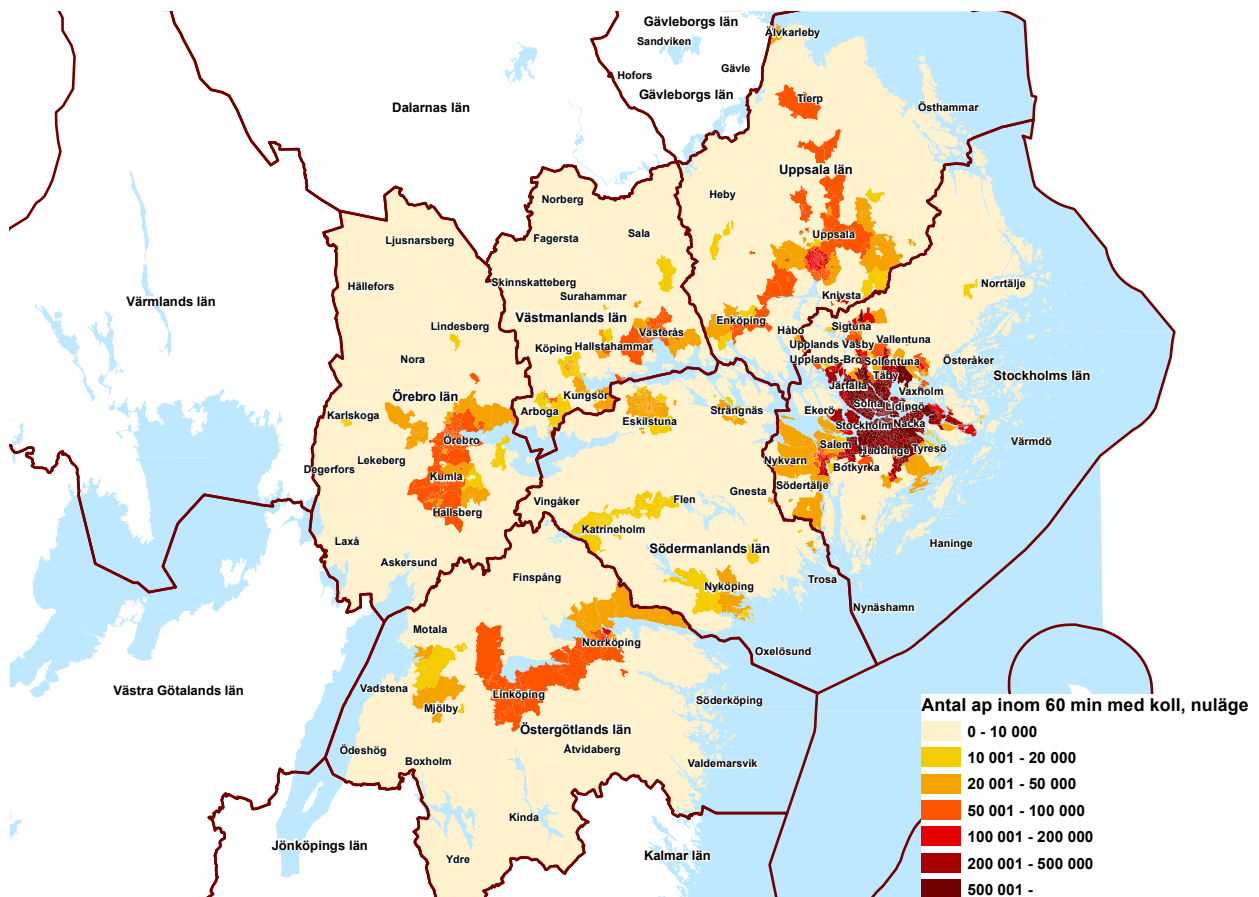 Gävleborgs län
Älvkarleby
Sandviken
Gävle
Hofors
Gävleborgs län
Dalarnas län
Tierp
Östhammar
Uppsala län
Heby
Norberg
Uppsala
Sala
Fagersta
Ljusnarsberg
Skinnskatteberg
Norrtälje
Hällefors
Surahammar
Knivsta
Värmlands län
Västmanlands län
Enköping
Sigtuna
Lindesberg
Västerås
Håbo
Vallentuna
Köping
Hallstahammar
Upplands Väsby
Nora
Upplands-Bro
Sollentuna
Österåker
Täby
Stockholms län
Järfälla
Vaxholm
Örebro län
Kungsör
Solna
Lidingö
Karlskoga
Arboga
Strängnäs
Ekerö
Eskilstuna
Stockholm
Nacka
Örebro
Värmdö
Salem
Huddinge
Tyresö
Lekeberg
Nykvarn
Botkyrka
Degerfors
Kumla
Södertälje
Gnesta
Vingåker
Flen
Hallsberg
Katrineholm
Laxå
Haninge
Södermanlands län
Askersund
Finspång
Trosa
Nyköping
Nynäshamn
Motala
Norrköping
Oxelösund
Västra Götalands län
Vadstena
Linköping
Söderköping
Mjölby
Östergötlands län
Ödeshög
Åtvidaberg
Boxholm
Valdemarsvik
Kinda
Jönköpings län
Ydre
Kalmar län
Antal ap inom 60 min med koll, nuläge
0 - 10 000
10 001 - 20 000
20 001 - 50 000
50 001 - 100 000
100 001 - 200 000
200 001 - 500 000
500 001 -